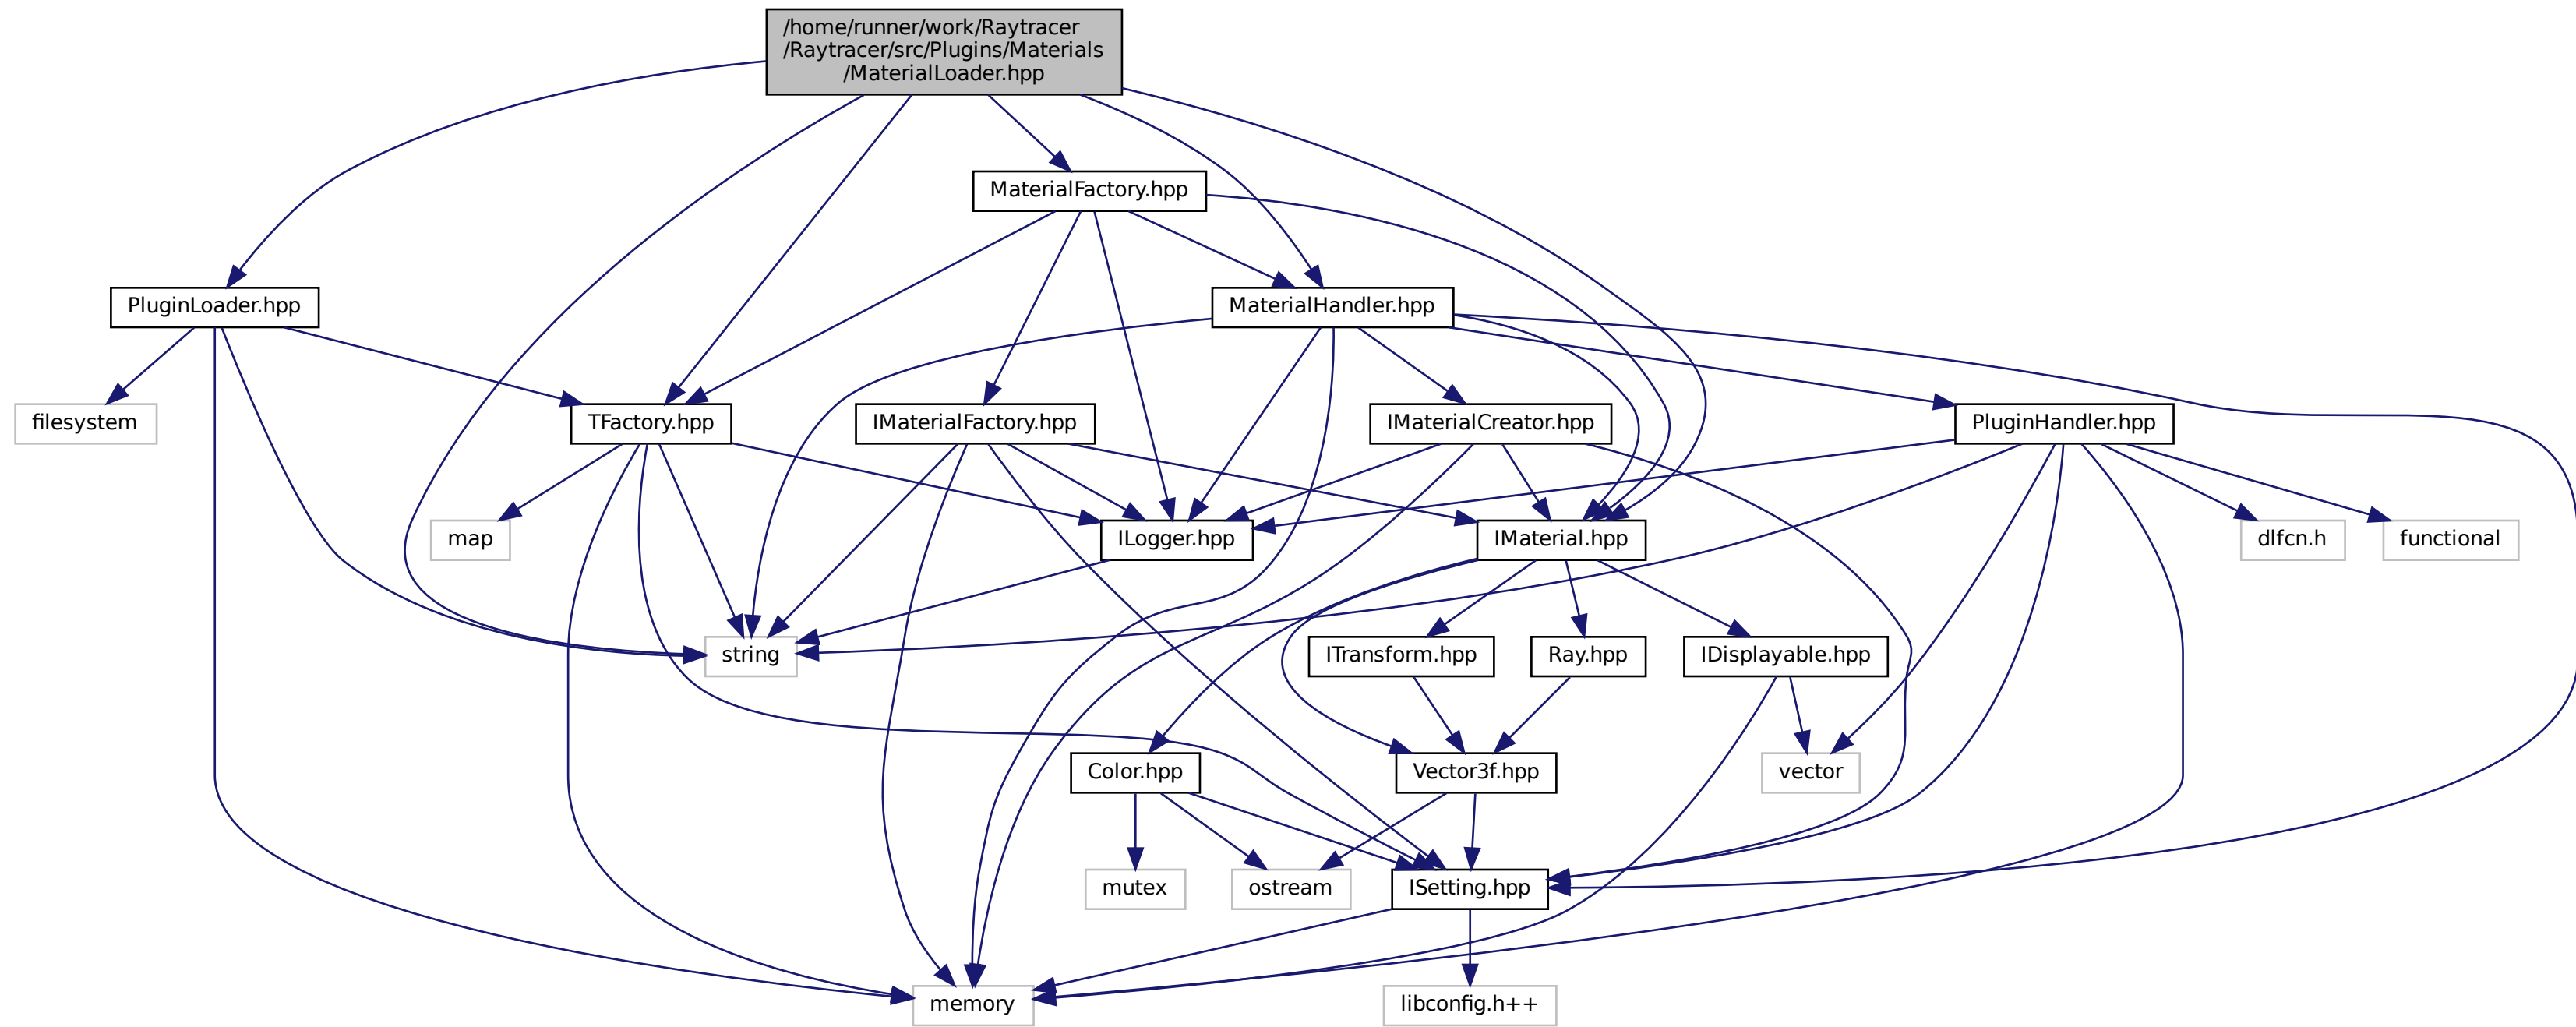 /home/runner/work/Raytracer
/Raytracer/src/Plugins/Materials
/MaterialLoader.hpp
MaterialFactory.hpp
PluginLoader.hpp
MaterialHandler.hpp
filesystem
TFactory.hpp
IMaterialFactory.hpp
IMaterialCreator.hpp
PluginHandler.hpp
map
ILogger.hpp
IMaterial.hpp
dlfcn.h
functional
string
ITransform.hpp
Ray.hpp
IDisplayable.hpp
Color.hpp
Vector3f.hpp
vector
mutex
ostream
ISetting.hpp
memory
libconfig.h++